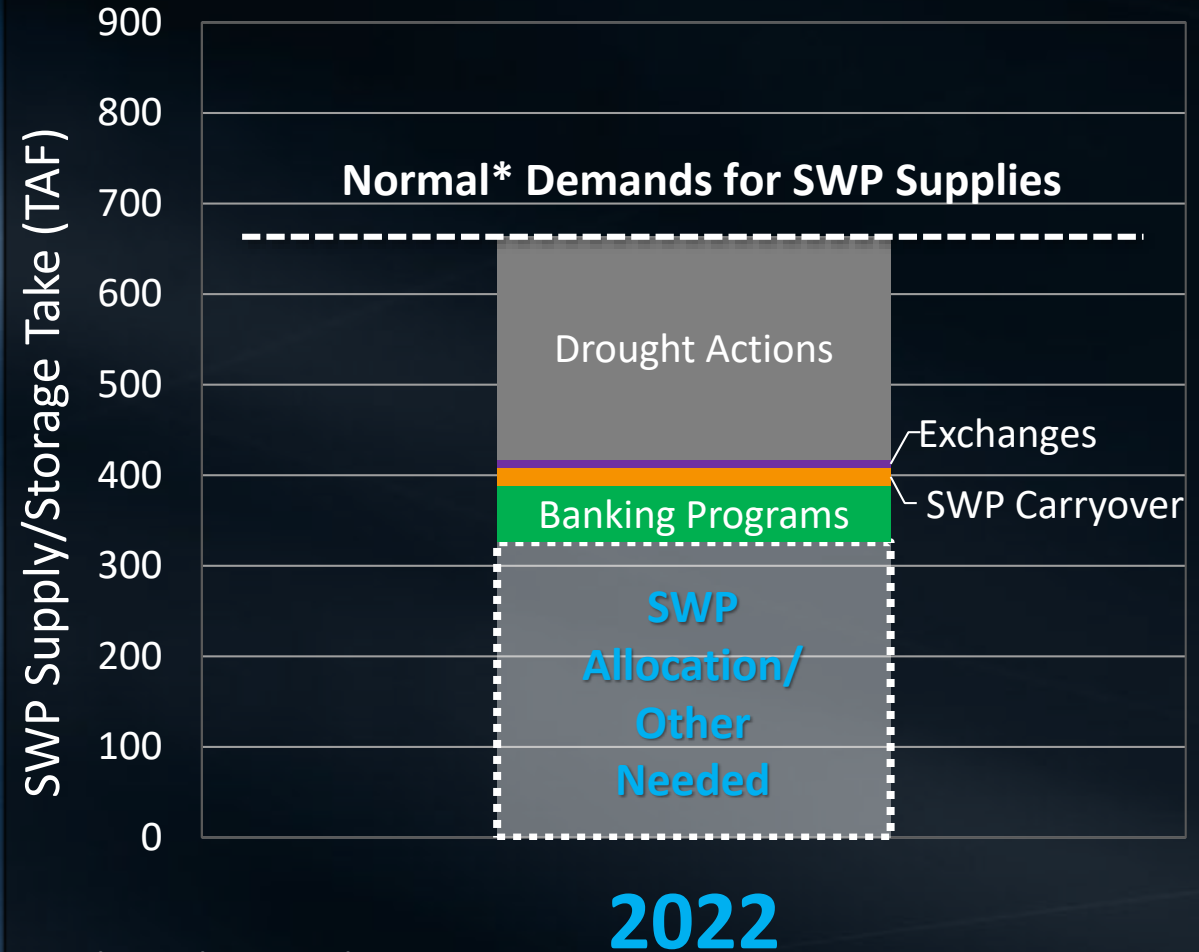 SWP Supply/Storage Take (TAF)
900
800
700
600
500
400
300
200
100
0
Normal* Demands for SWP Supplies
Drought Actions
Exchanges
SWP Carryover
Banking Programs
SWP
Allocation/
Other
Needed
2022